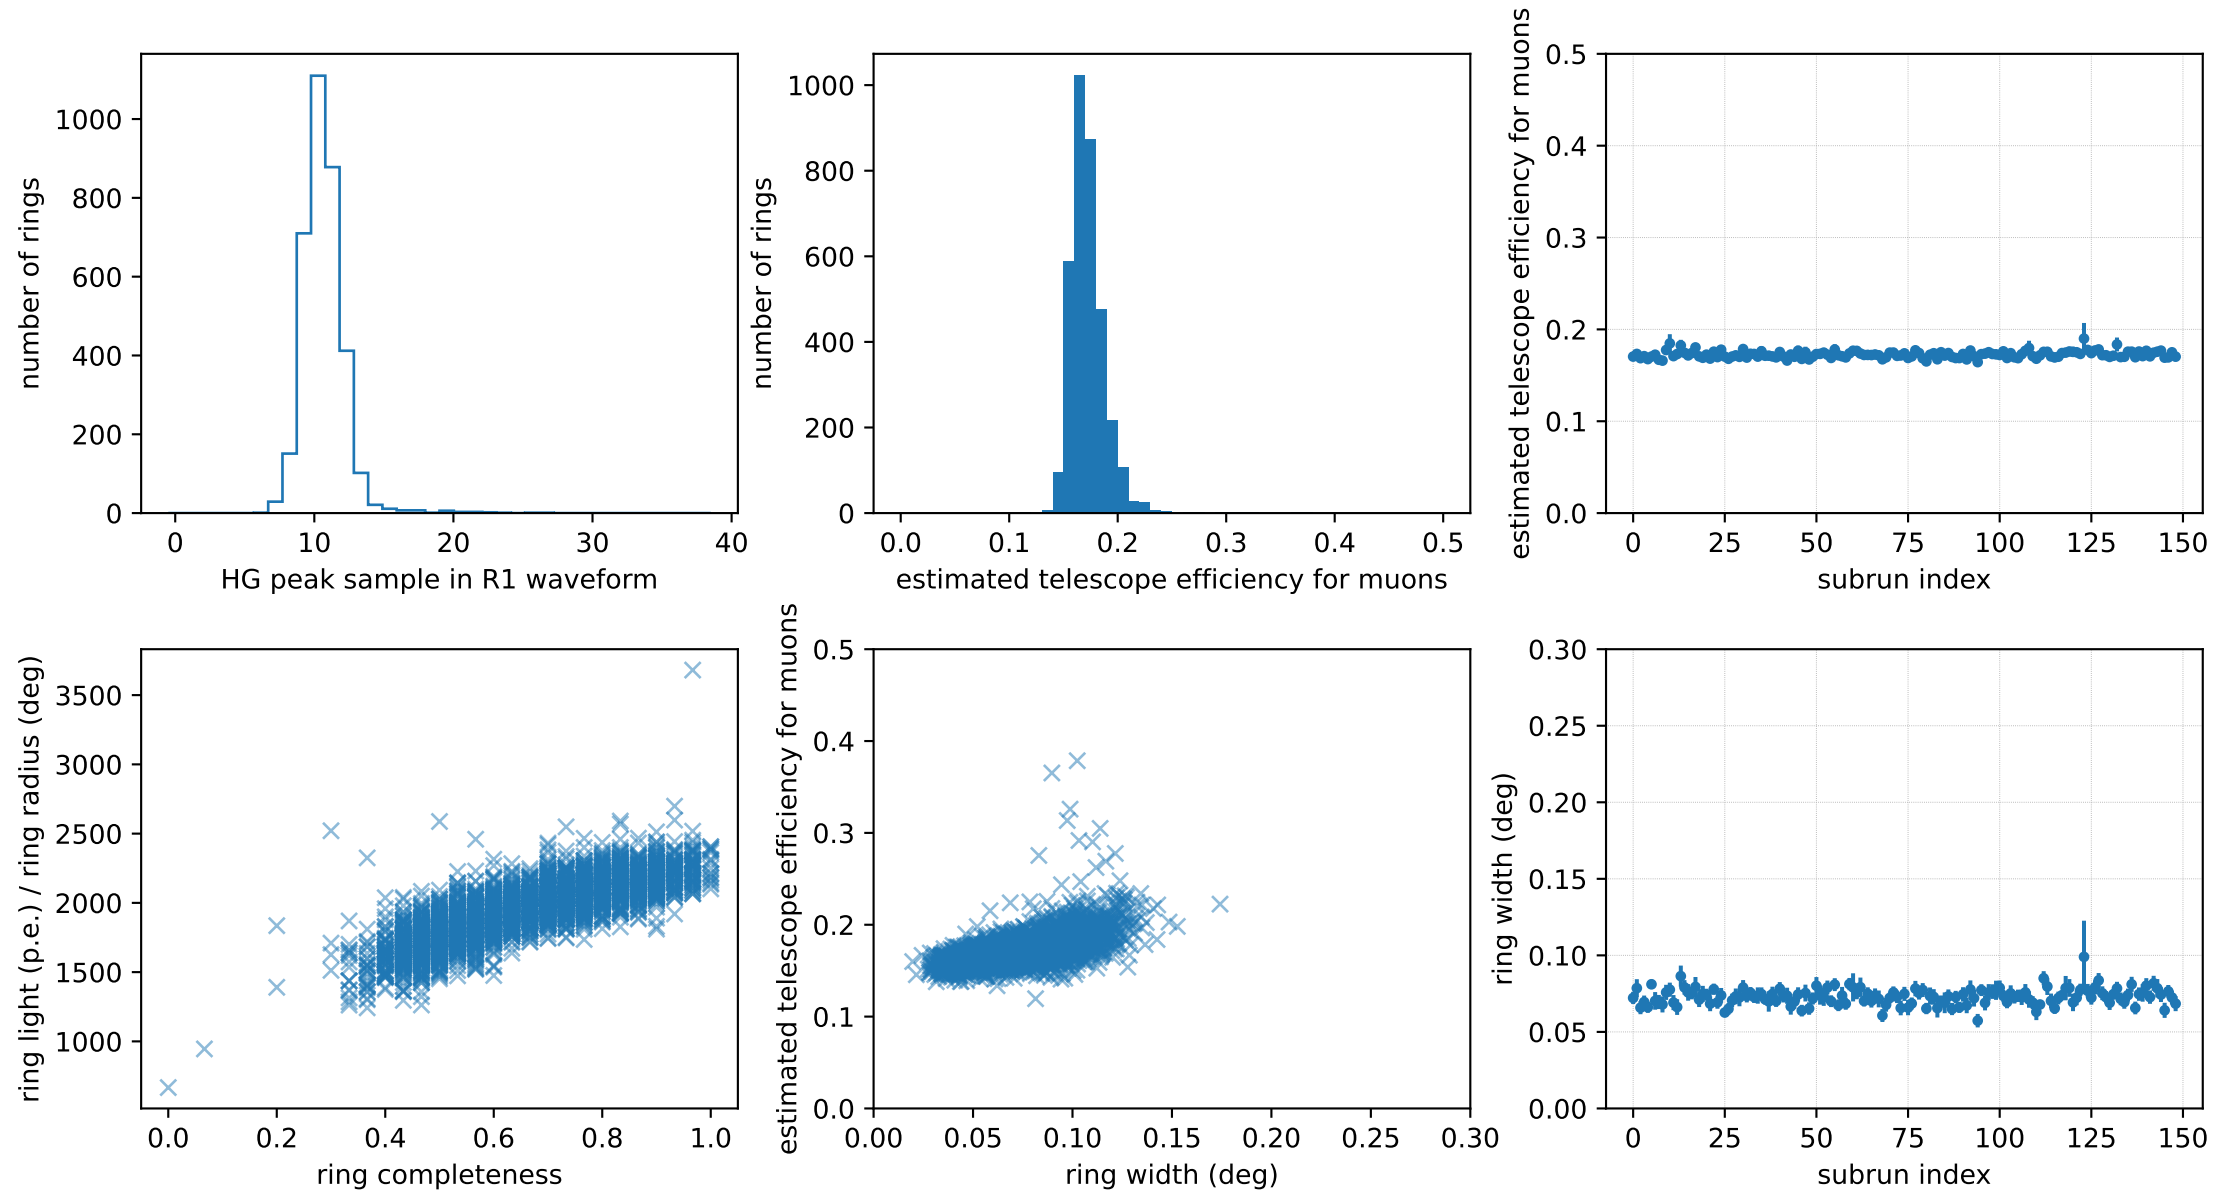 number of rings
1000
800
600
400
200
0
0 10 20 30 40
HG peak sample in R1 waveform
number of rings
1000
800
600
400
200
0
0.0 0.1 0.2 0.3 0.4 0.5
estimated telescope efficiency for muons
estimated telescope efficiency for muons
0.5
0.4
0.3
0.2
0.1
0.0
0 25 50 75 100 125 150
subrun index
ring light (p.e.) / ring radius (deg)
3500
3000
2500
2000
1500
1000
0.0 0.2 0.4 0.6 0.8 1.0
ring completeness
estimated telescope efficiency for muons
0.5
0.4
0.3
0.2
0.1
0.0
0.00 0.05 0.10 0.15 0.20 0.25 0.30
ring width (deg)
ring width (deg)
0.30
0.25
0.20
0.15
0.10
0.05
0.00
0 25 50 75 100 125 150
subrun index